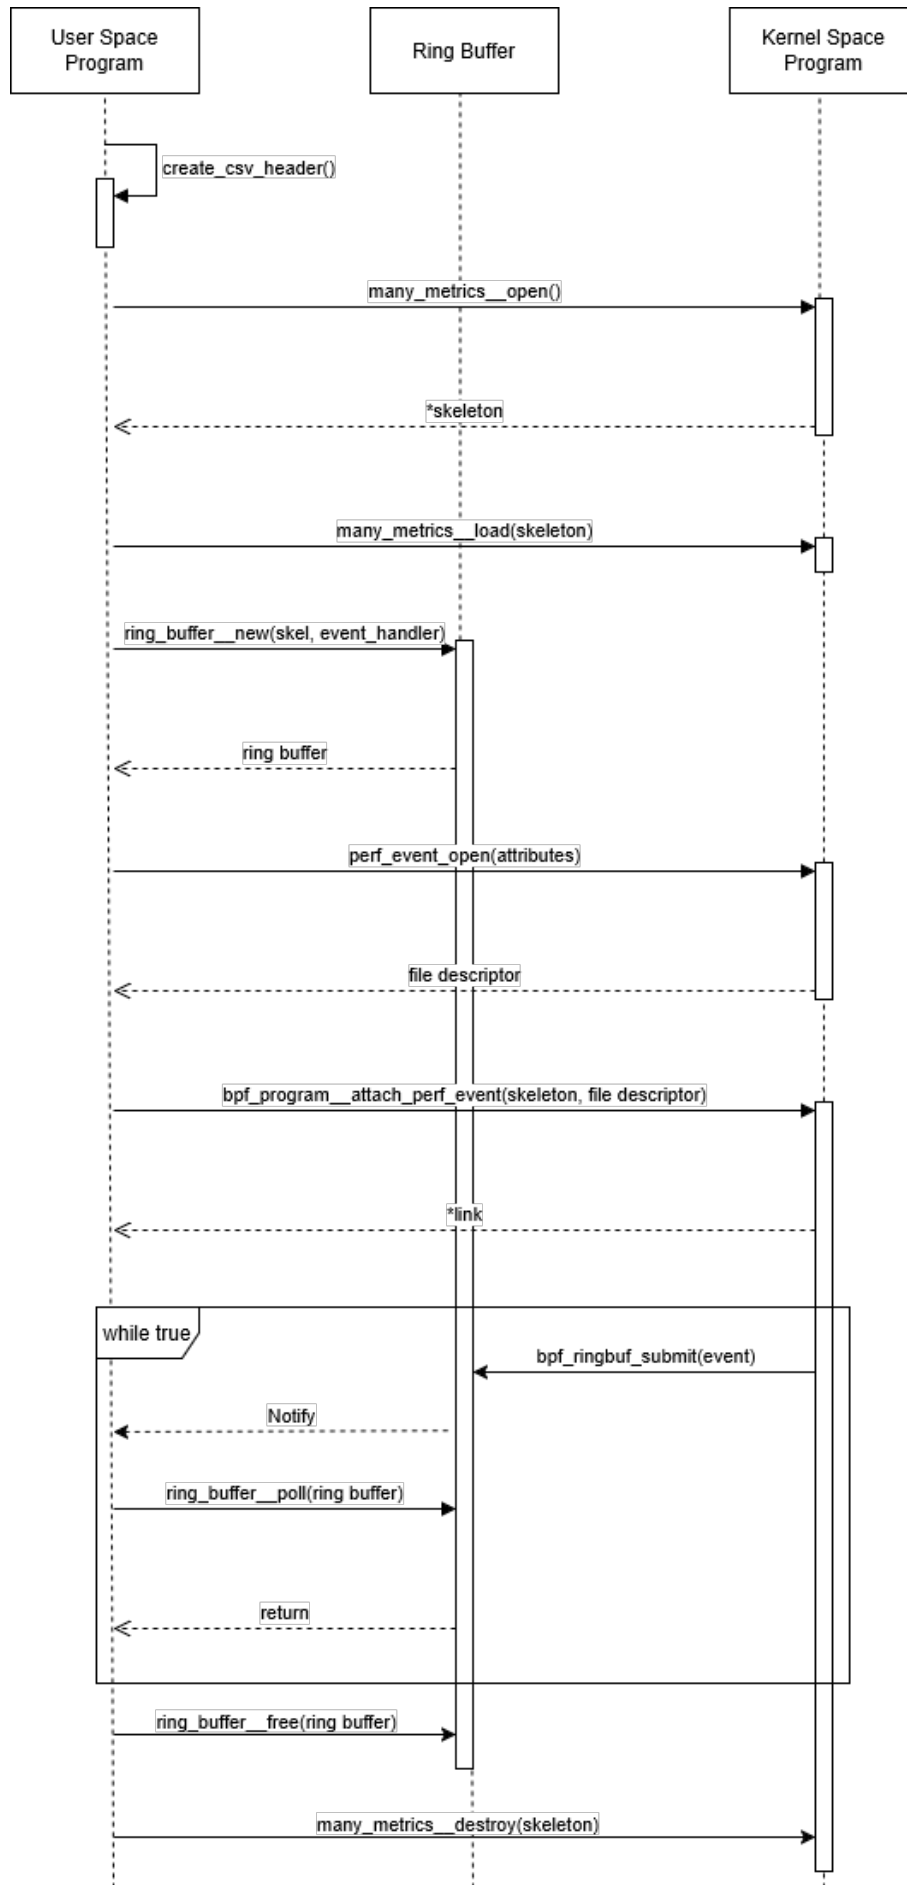 User Space
Program
Ring Buffer
Kernel Space
Program
create_csv_header()
many_metrics__open()
*skeleton
many_metrics__load(skeleton)
ring_buffer__new(skel, event_handler)
ring buffer
perf_event_open(attributes)
file descriptor
bpf_program__attach_perf_event(skeleton, file descriptor)
*link
while true
bpf_ringbuf_submit(event)
Notify
ring_buffer__poll(ring buffer)
return
ring_buffer__free(ring buffer)
many_metrics__destroy(skeleton)